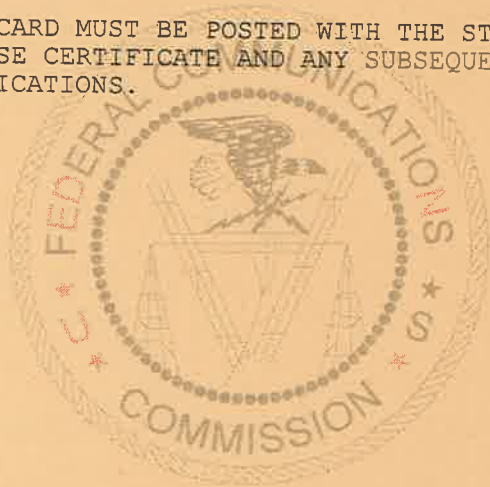 CARD MUST BE POSTED WITH THE ST
SE CERTIFICATE AND ANY SUBSEQUE
ICATIONS.
FEDERAL COMMUNICATIONS
U * S
COMMISSION